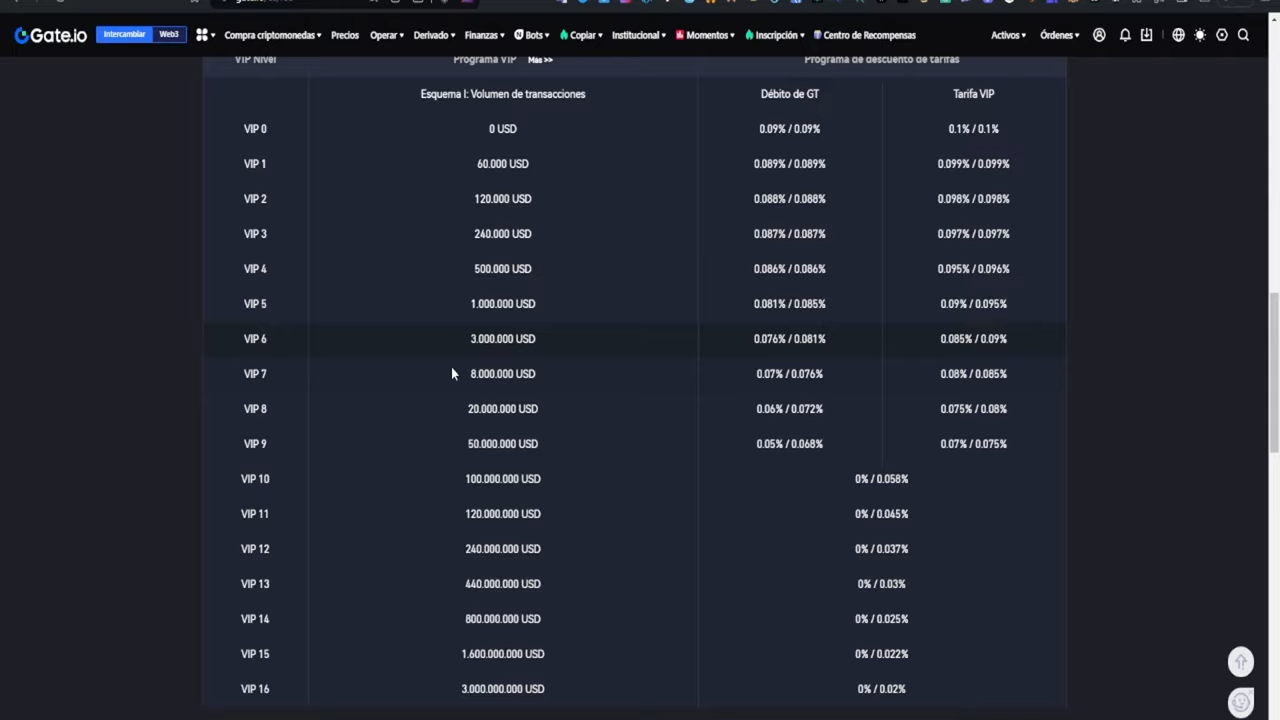 Gate.io Intercambiar Web3 Compra criptomonedas Precios Operar Derivado Finanzas Bots Copiar Institucional Momentos Inscripción Centro de Recompensas Activos Órdenes
VIP Nivel Programa VIP Más >> Programa de descuento de tarifas
Esquema I: Volumen de transacciones Débito de GT Tarifa VIP
VIP 0 0 USD 0.09% / 0.09% 0.1% / 0.1%
VIP 1 60.000 USD 0.089% / 0.089% 0.099% / 0.099%
VIP 2 120.000 USD 0.088% / 0.088% 0.098% / 0.098%
VIP 3 240.000 USD 0.087% / 0.087% 0.097% / 0.097%
VIP 4 500.000 USD 0.086% / 0.086% 0.095% / 0.096%
VIP 5 1.000.000 USD 0.081% / 0.085% 0.09% / 0.095%
VIP 6 3.000.000 USD 0.076% / 0.081% 0.085% / 0.09%
VIP 7 8.000.000 USD 0.07% / 0.076% 0.08% / 0.085%
VIP 8 20.000.000 USD 0.06% / 0.072% 0.075% / 0.08%
VIP 9 50.000.000 USD 0.05% / 0.068% 0.07% / 0.075%
VIP 10 100.000.000 USD 0% / 0.058%
VIP 11 120.000.000 USD 0% / 0.045%
VIP 12 240.000.000 USD 0% / 0.037%
VIP 13 440.000.000 USD 0% / 0.03%
VIP 14 800.000.000 USD 0% / 0.025%
VIP 15 1.600.000.000 USD 0% / 0.022%
VIP 16 3.000.000.000 USD 0% / 0.02%